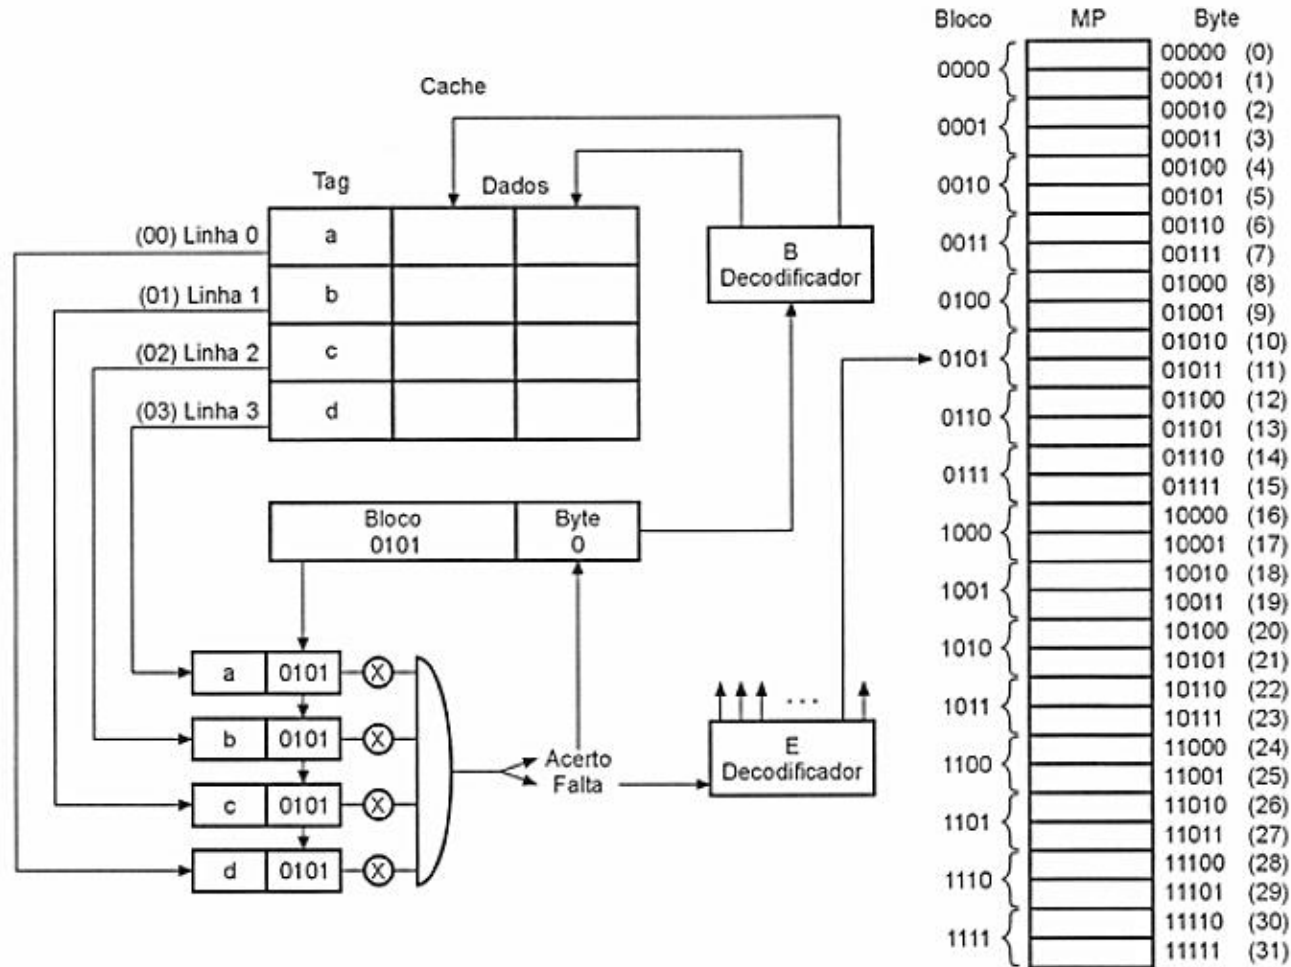 Cache
Tag Dados
(00) Linha 0 a
(01) Linha 1 b
(02) Linha 2 c
(03) Linha 3 d
B
Decodificador
Bloco Byte
0101 0
a 0101 X
b 0101 X
c 0101 X
d 0101 X
Acerto
Falta
...
E
Decodificador
Bloco MP Byte
0000
00000 (0)
00001 (1)
0001
00010 (2)
00011 (3)
0010
00100 (4)
00101 (5)
0011
00110 (6)
00111 (7)
0100
01000 (8)
01001 (9)
0101
01010 (10)
01011 (11)
0110
01100 (12)
01101 (13)
0111
01110 (14)
01111 (15)
1000
10000 (16)
10001 (17)
1001
10010 (18)
10011 (19)
1010
10100 (20)
10101 (21)
1011
10110 (22)
10111 (23)
1100
11000 (24)
11001 (25)
1101
11010 (26)
11011 (27)
1110
11100 (28)
11101 (29)
1111
11110 (30)
11111 (31)